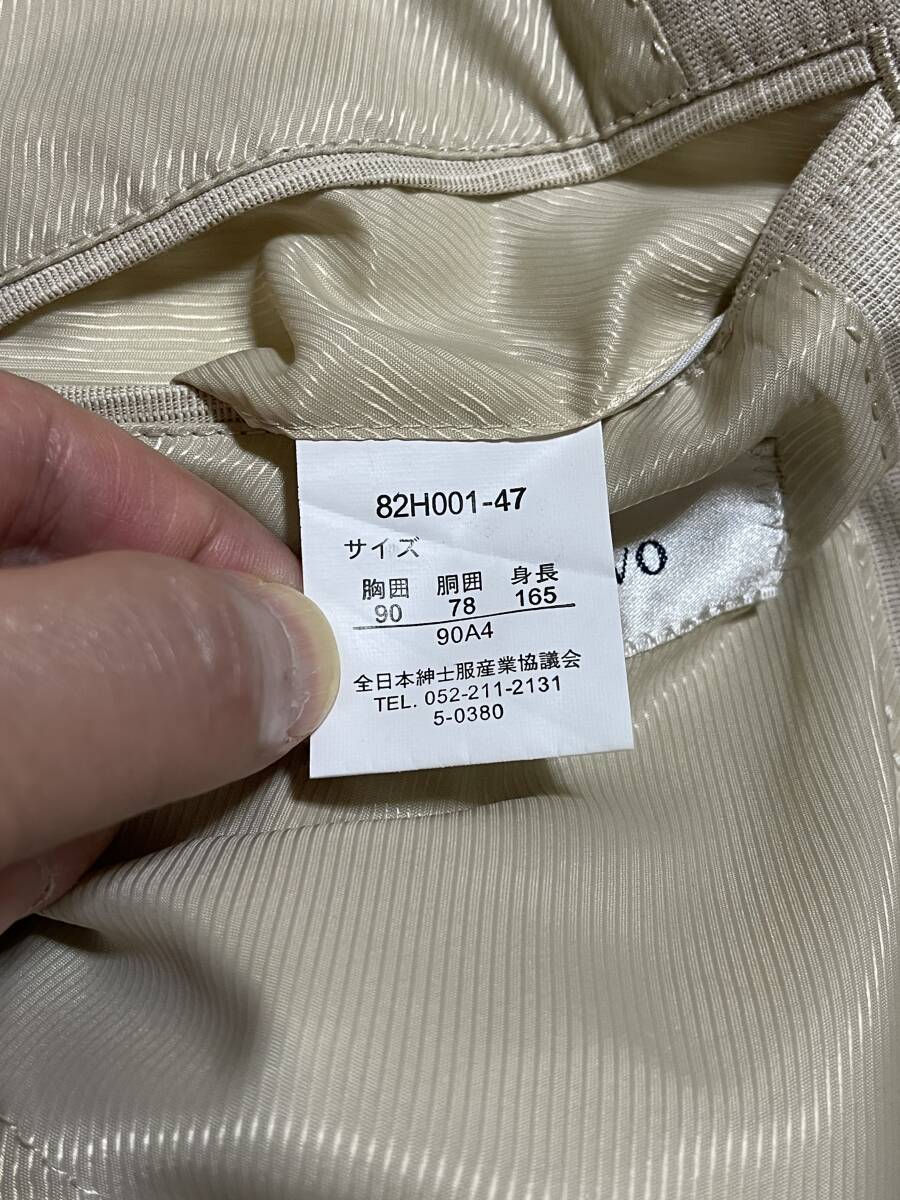 82H001-47
サイズ
胸囲 胴囲 身長
90 78 165
90A4
全日本紳士服産業協議会
TEL. 052-211-2131
5-0380